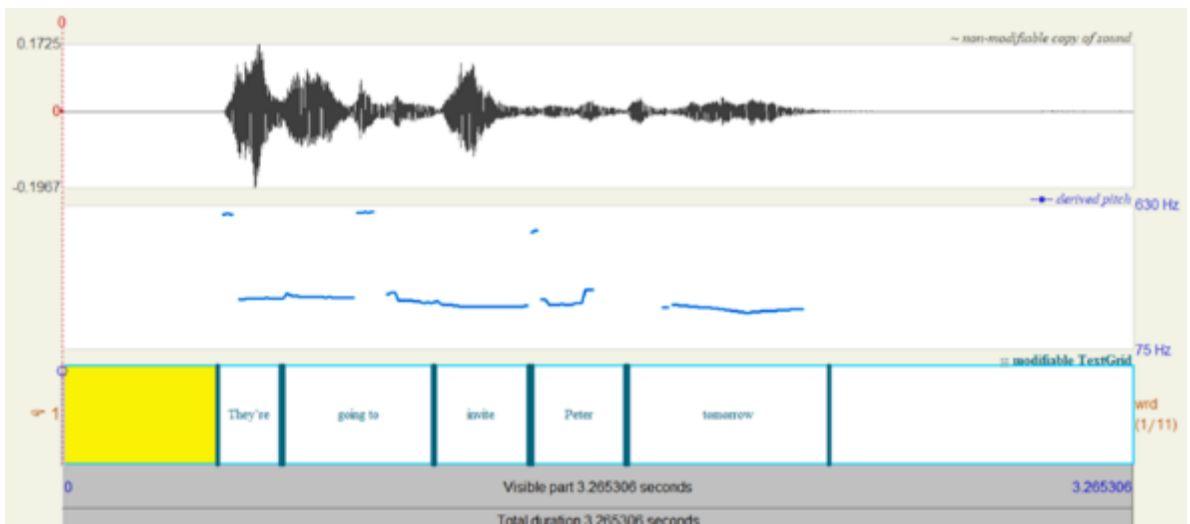 0
0.1725
~ non-modifiable copy of sound
0
-0.1967
derived pitch
630 Hz
75 Hz
modifiable TextGrid
1
They're going to invite Peter tomorrow
wrd
(1/11)
0 Visible part 3.265306 seconds 3.265306
Total duration 3.265306 seconds